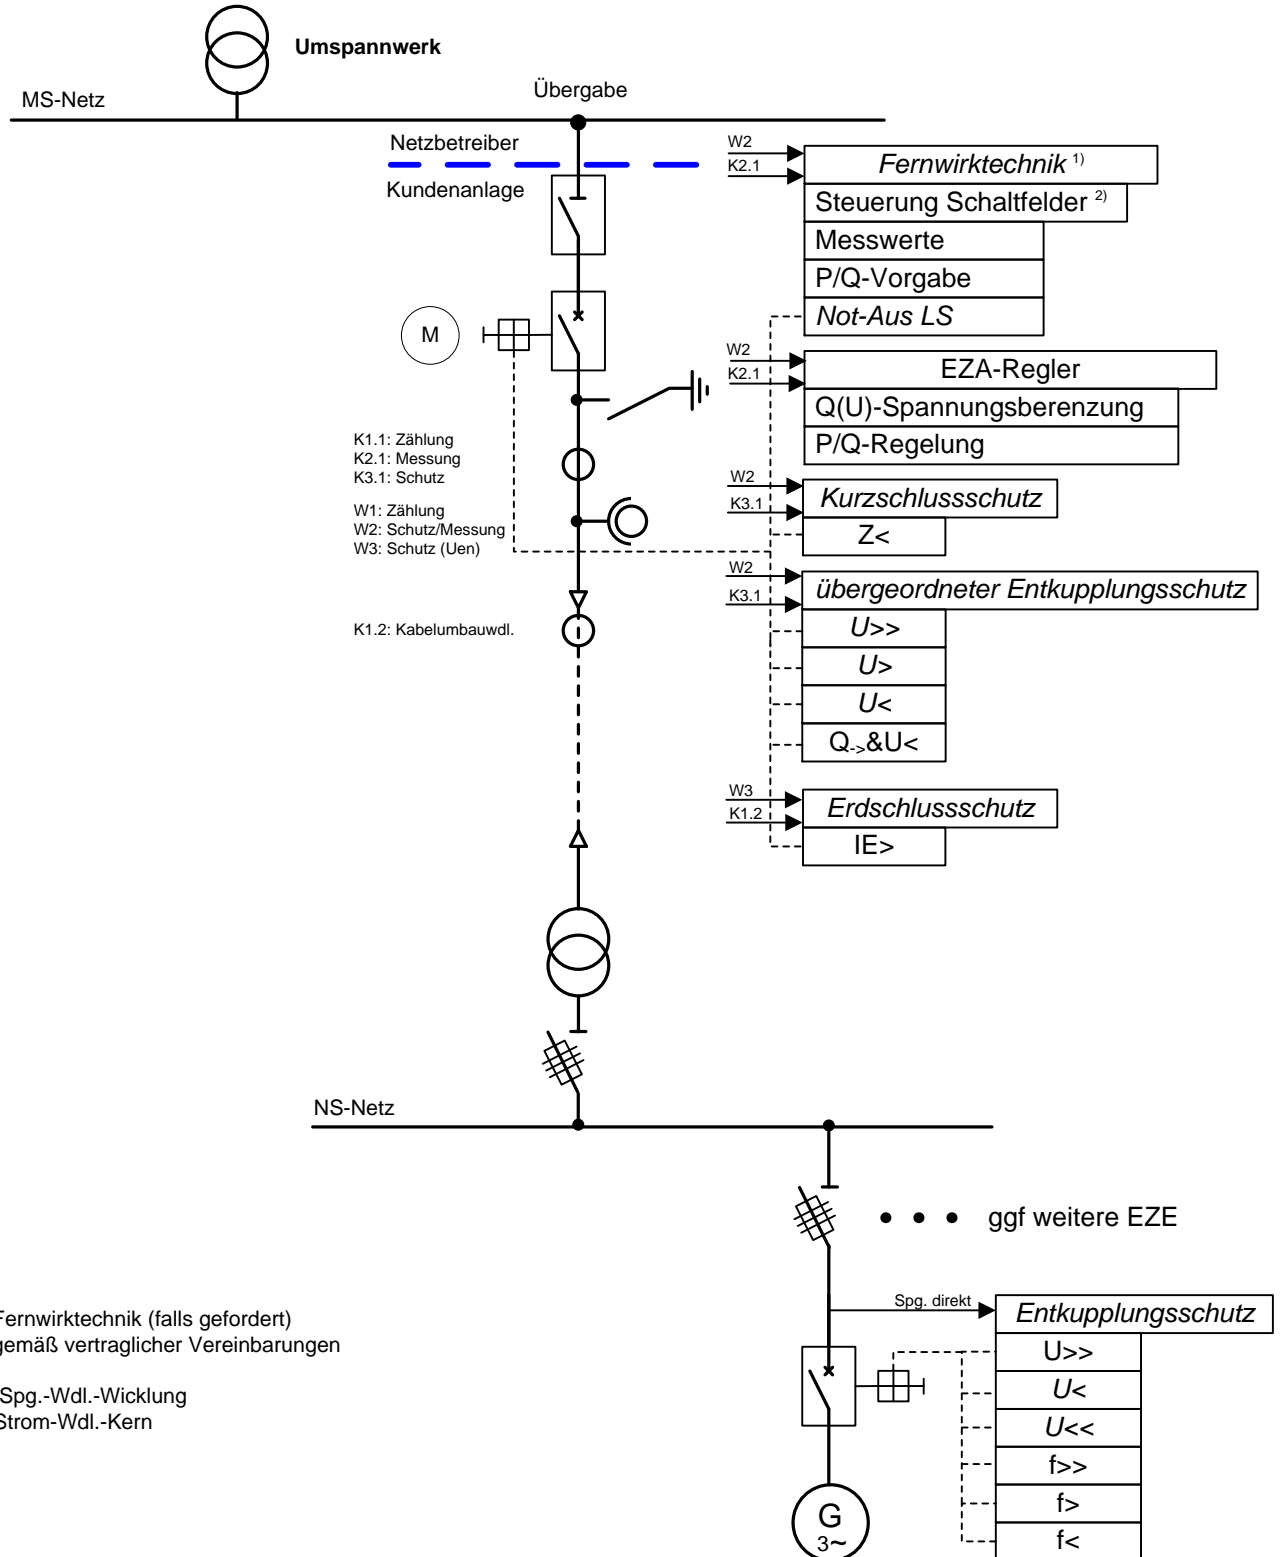 Umspannwerk
MS-Netz
Übergabe
Netzbetreiber
Kundenanlage
W2
K2.1
Fernwirktechnik 1)
Steuerung Schaltfelder 2)
Messwerte
P/Q-Vorgabe
Not-Aus LS
M
W2
K2.1
EZA-Regler
Q(U)-Spannungsberenzung
P/Q-Regelung
K1.1: Zählung
K2.1: Messung
K3.1: Schutz
W1: Zählung
W2: Schutz/Messung
W3: Schutz (Uen)
W2
K3.1
Kurzschlussschutz
Z<
W2
K3.1
übergeordneter Entkupplungsschutz
U>>
U>
U<
Q->&U<
K1.2: Kabelumbauwdl.
W3
K1.2
Erdschlussschutz
IE>
NS-Netz
ggf weitere EZE
Spg. direkt
Entkupplungsschutz
U>>
U<
U<<
f>>
f>
f<
G
3~
Fernwirktechnik (falls gefordert)
gemäß vertraglicher Vereinbarungen
Spg.-Wdl.-Wicklung
Strom-Wdl.-Kern